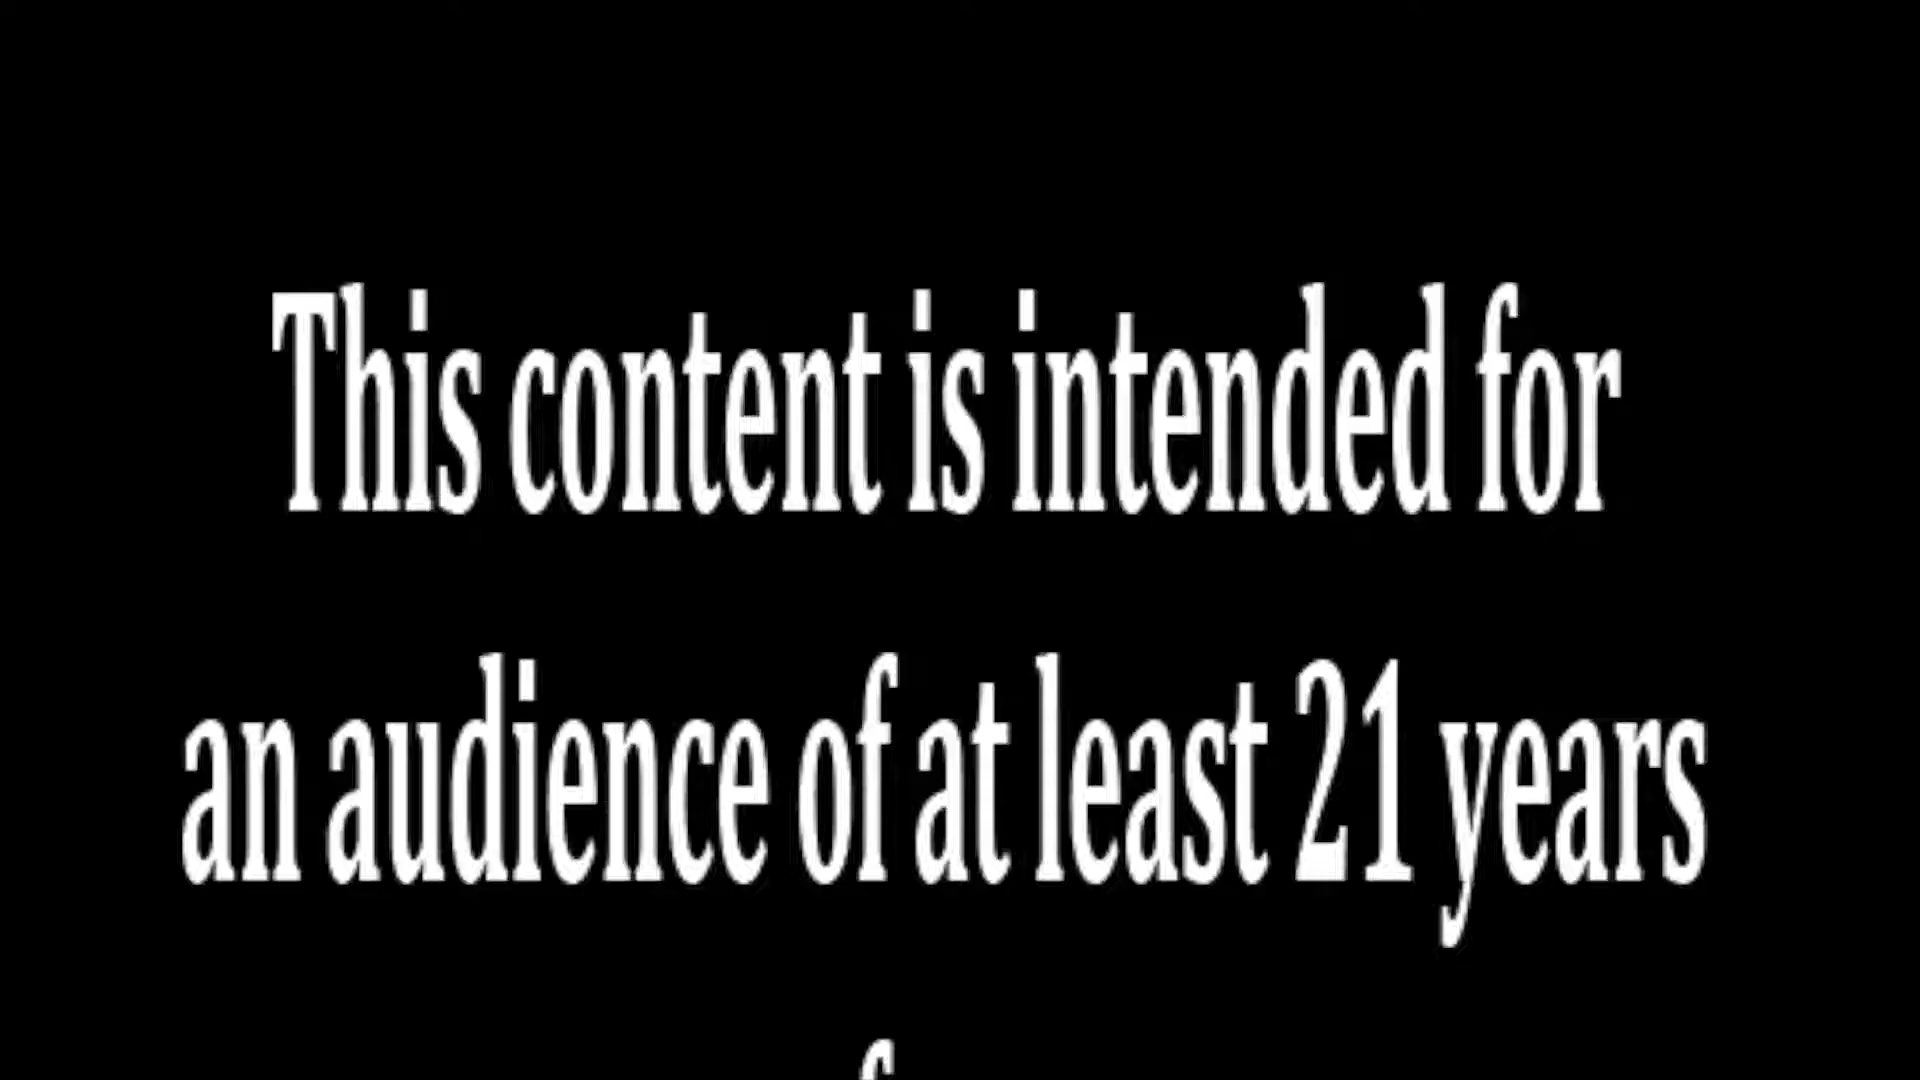 This content is intended for
an audience of at least 21 years